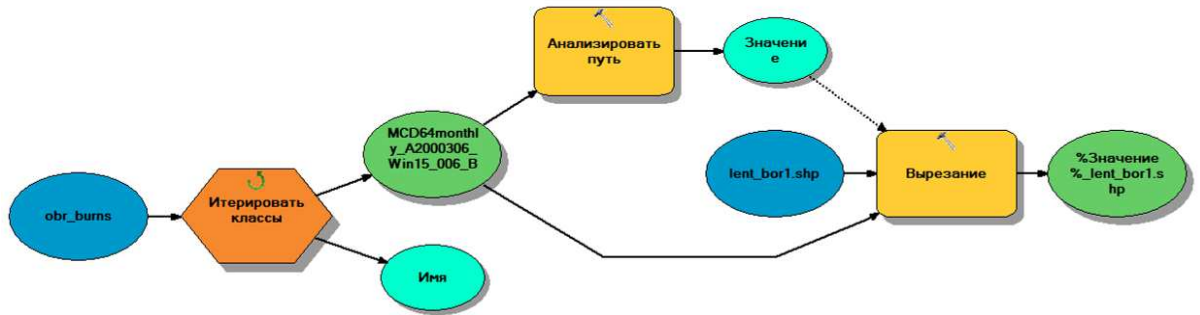 obr_burns
Итерировать
классы
MCD64monthl
y_A2000306_
Win15_006_B
Имя
Анализировать
путь
Значени
е
lent_bor1.shp
Вырезание
%Значение
%_lent_bor1.s
hp